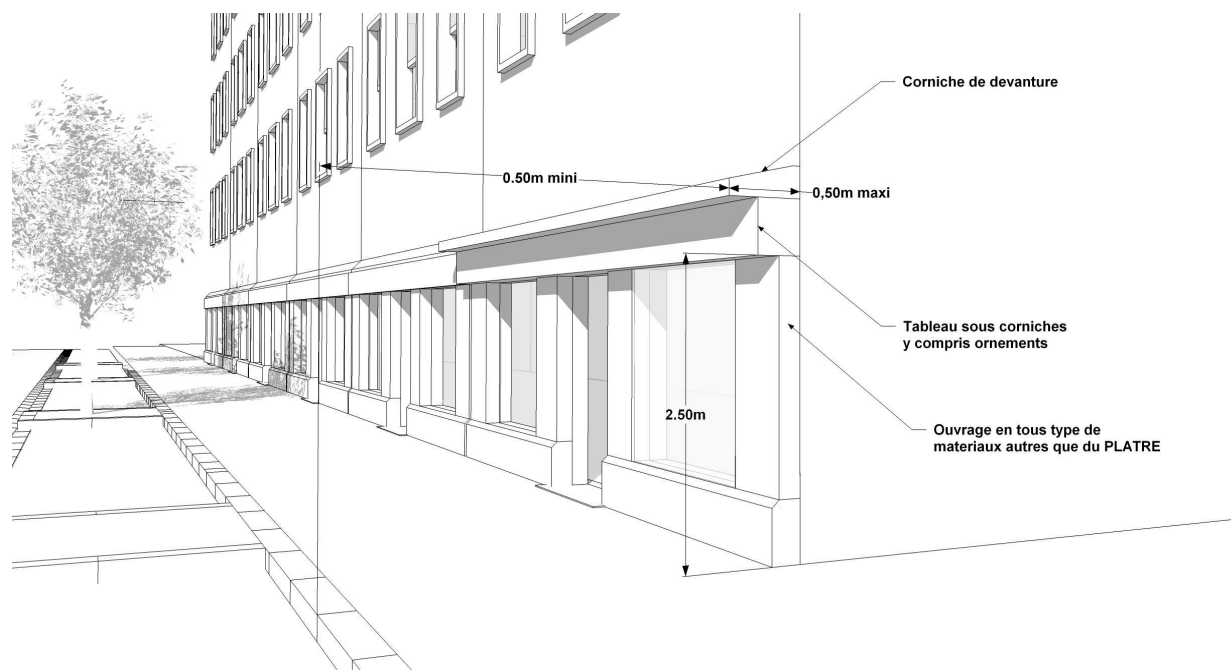 Corniche de devanture
0.50m mini
0,50m maxi
Tableau sous corniches
y compris ornements
2.50m
Ouvrage en tous type de
materiaux autres que du PLATRE